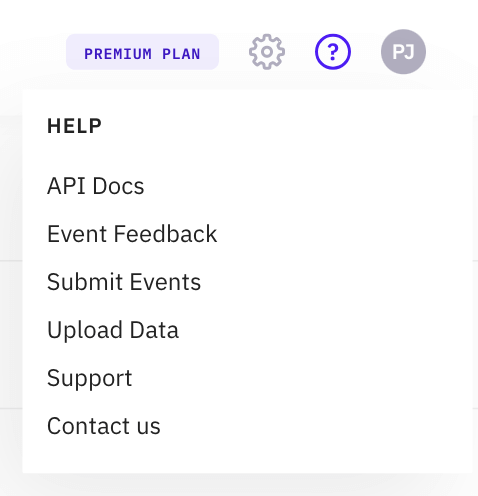 PREMIUM PLAN
?
PJ
HELP
API Docs
Event Feedback
Submit Events
Upload Data
Support
Contact us